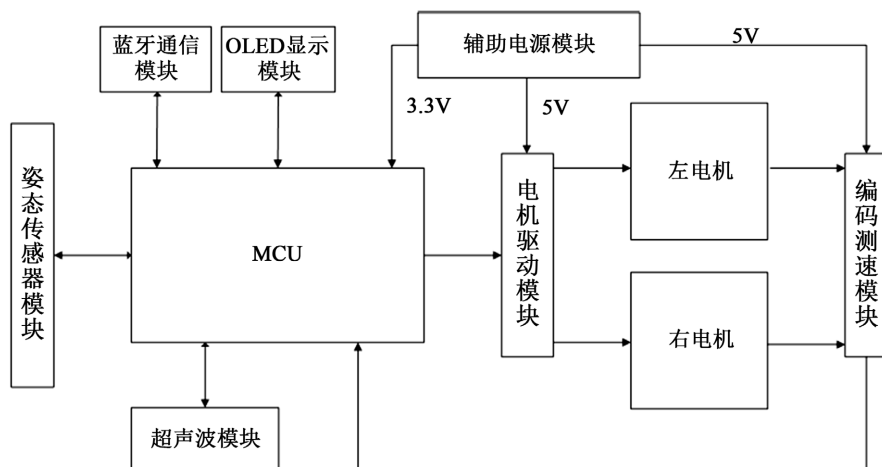 蓝牙通信
模块
OLED显示
模块
辅助电源模块
5V
3.3V
5V
姿态传感器模块
MCU
电机驱动模块
左电机
编码测速模块
右电机
超声波模块